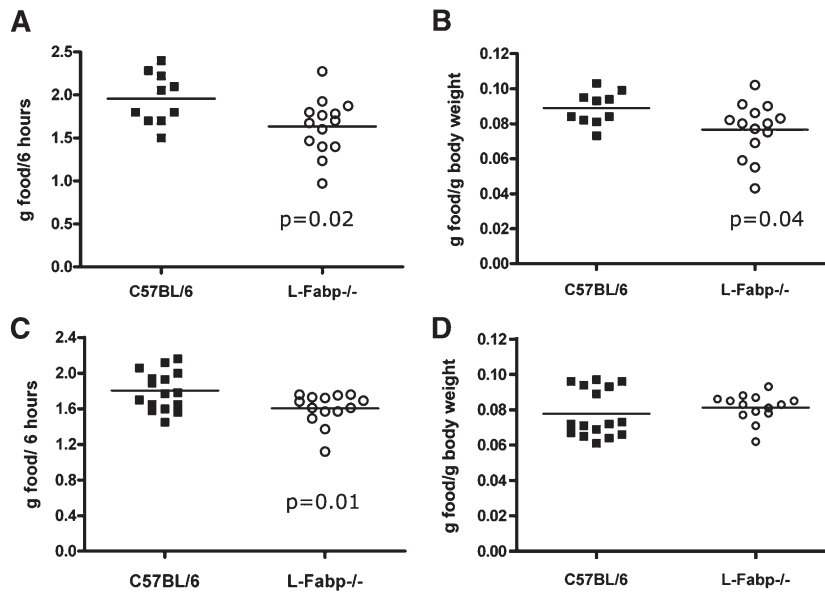 A
g food/6 hours
2.5
2.0
1.5
1.0
0.5
0.0
p=0.02
C57BL/6
L-Fabp-/-
B
g food/g body weight
0.12
0.10
0.08
0.06
0.04
0.02
0.00
p=0.04
C57BL/6
L-Fabp-/-
C
g food/ 6 hours
2.4
2.0
1.6
1.2
0.8
0.4
0.0
p=0.01
C57BL/6
L-Fabp-/-
D
g food/g body weight
0.12
0.10
0.08
0.06
0.04
0.02
0.00
C57BL/6
L-Fabp-/-